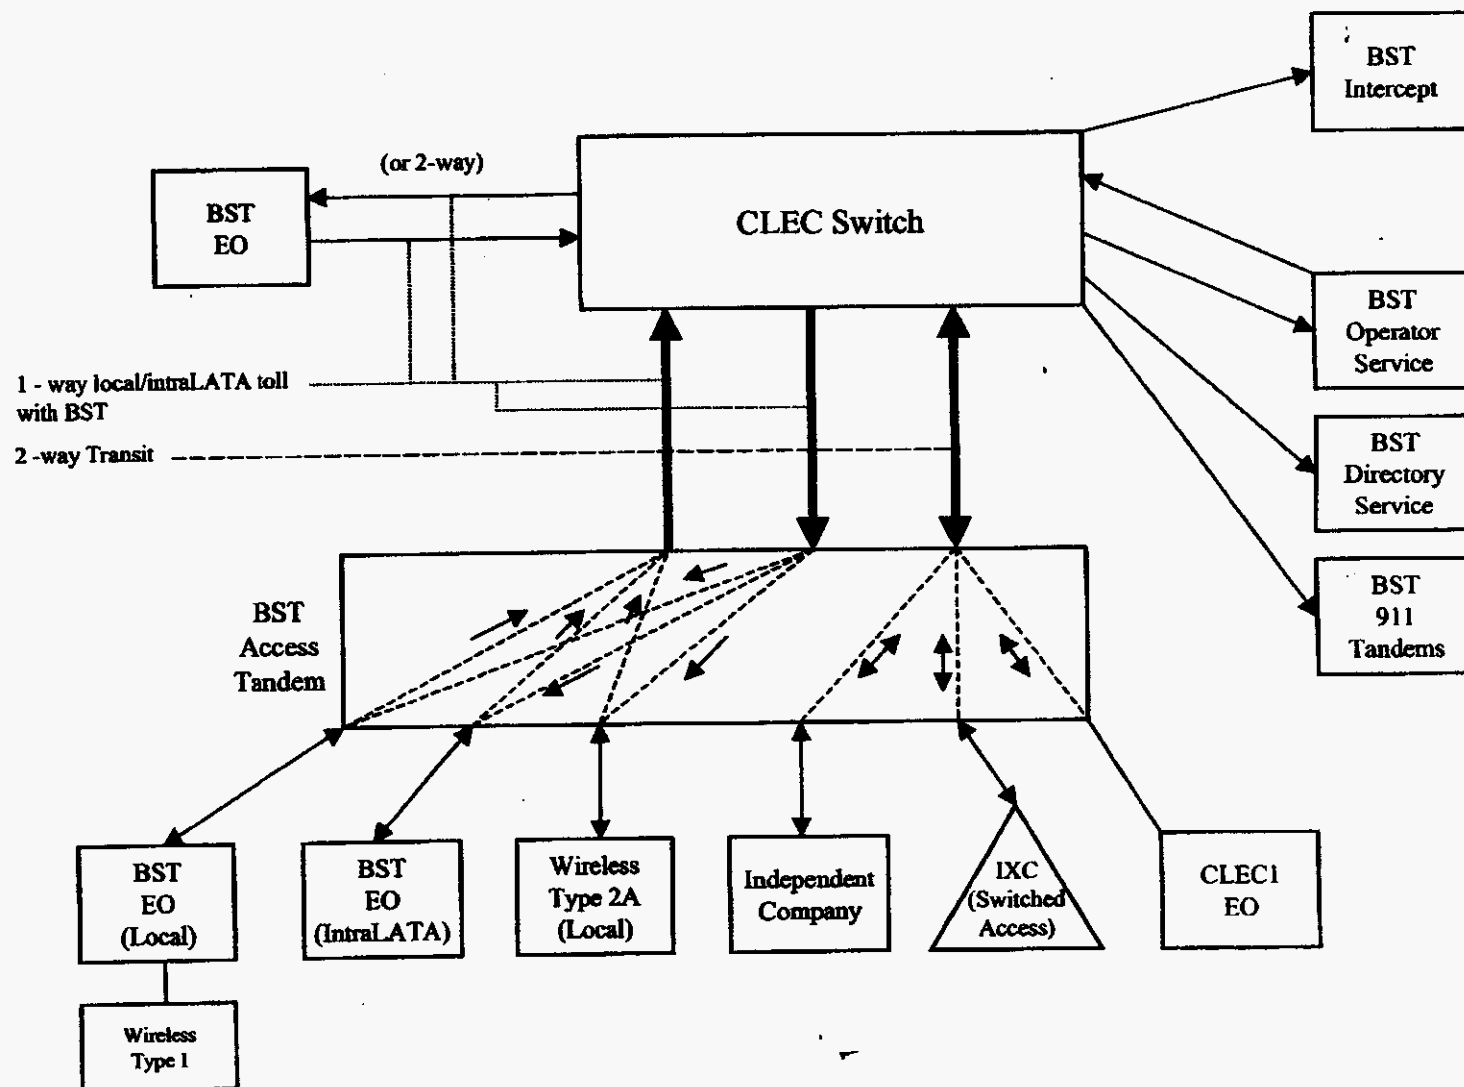 BST
Intercept
(or 2-way)
BST
EO
CLEC Switch
BST
Operator
Service
1 - way local/intraLATA toll
with BST
2 -way Transit
BST
Directory
Service
BST
911
Tandems
BST
Access
Tandem
BST
EO
(Local)
BST
EO
(IntraLATA)
Wireless
Type 2A
(Local)
Independent
Company
IXC
(Switched
Access)
CLEC1
EO
Wireless
Type 1